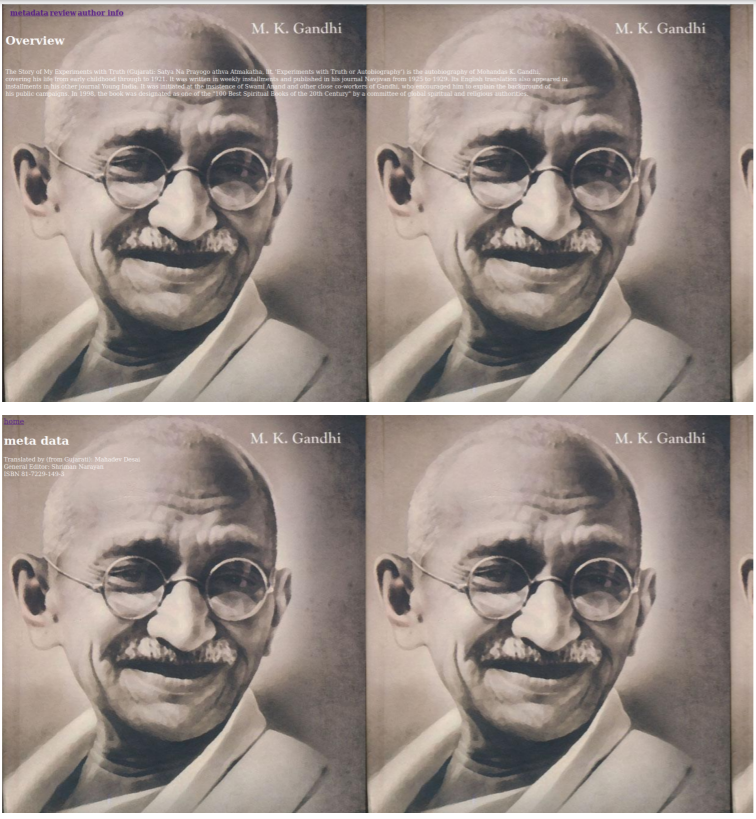 metadata review author info
M. K. Gandhi
M. K. Gandhi
Overview
The Story of My Experiments with Truth (Gujarati: Satya Na Prayogo athva Atmakatha, lit. "Experiments with Truth or Autobiography") is the autobiography of Mohandas K. Gandhi,
covering his life from early childhood through to 1921. It was written in weekly installments and published in his journal Navjivan from 1925 to 1929. Its English translation also appeared in
installments in his other journal Young India. It was initiated at the insistence of Swami Anand and other close co-workers of Gandhi, who encouraged him to explain the background of
his public campaigns. In 1998, the book was designated as one of the "100 Best Spiritual Books of the 20th Century" by a committee of global spiritual and religious authorities.
home
M. K. Gandhi
M. K. Gandhi
meta data
Translated by (from Gujarati): Mahadev Desai
General Editor: Shriman Narayan
ISBN 81-7229-149-3